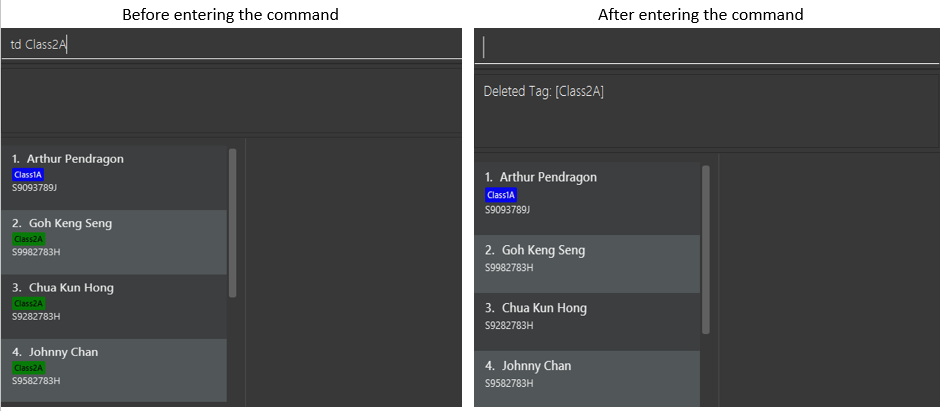 Before entering the command
td Class2A
1. Arthur Pendragon
Class1A
S9093789J
2. Goh Keng Seng
Class2A
S9982783H
3. Chua Kun Hong
Class2A
S9282783H
4. Johnny Chan
Class2A
S9582783H
After entering the command
Deleted Tag: [Class2A]
1. Arthur Pendragon
Class1A
S9093789J
2. Goh Keng Seng
S9982783H
3. Chua Kun Hong
S9282783H
4. Johnny Chan
S9582783H